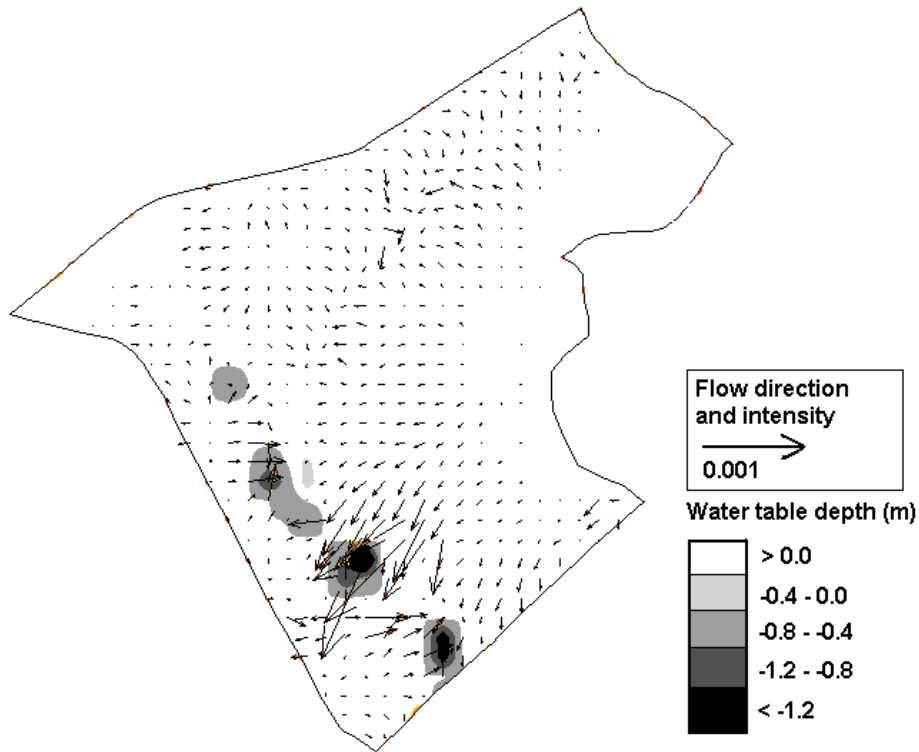 Flow direction
and intensity
0.001
Water table depth (m)
> 0.0
-0.4 - 0.0
-0.8 - -0.4
-1.2 - -0.8
< -1.2